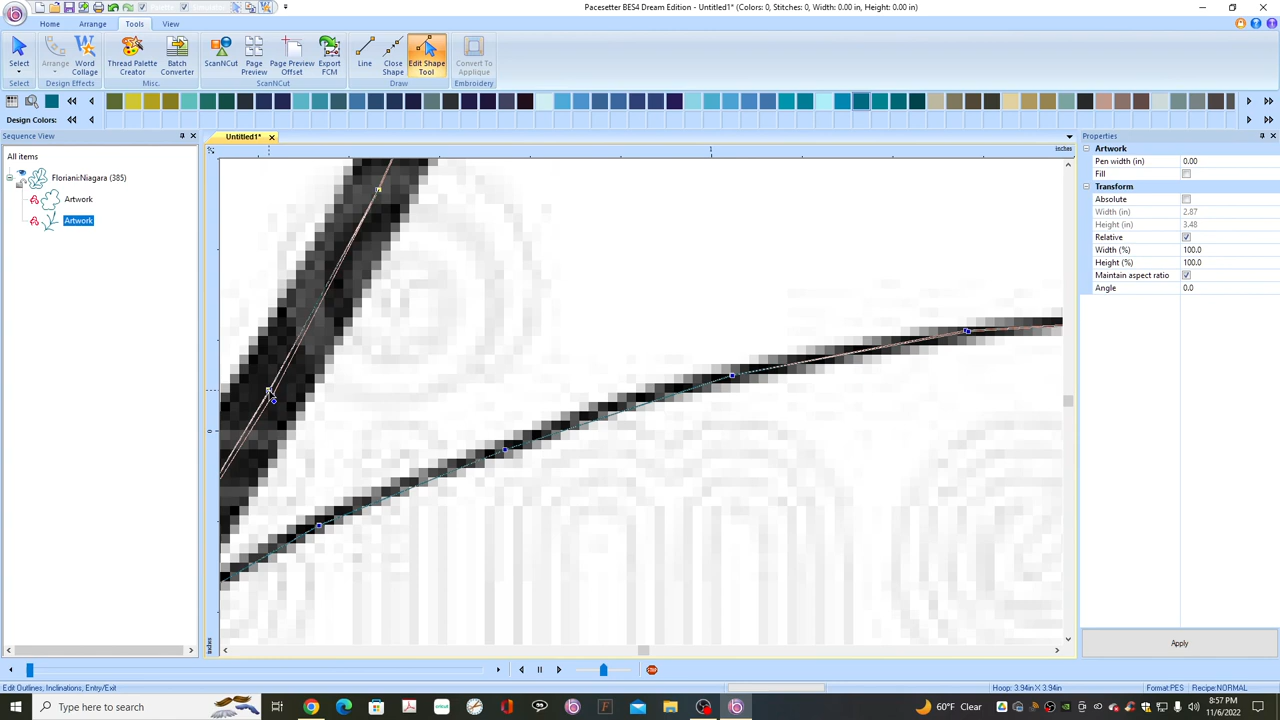 Pacesetter BES4 Dream Edition - Untitled1* (Colors: 0, Stitches: 0, Width: 0.00 in, Height: 0.00 in)
Home Arrange Tools View
Select Arrange Word Collage Thread Palette Creator Batch Converter ScanNCut Page Preview Page Preview Offset Export FCM Line Close Shape Edit Shape Tool Convert To Applique
Select Design Effects Misc. ScanNCut Draw Embroidery
Design Colors:
Sequence View
Untitled1*
Properties
All items
Floriani:Niagara (385)
Artwork
Artwork
inches
1
0
inches
Artwork
Pen width (in) 0.00
Fill
Transform
Absolute
Width (in) 2.87
Height (in) 3.48
Relative
Width (%) 100.0
Height (%) 100.0
Maintain aspect ratio
Angle 0.0
Apply
STOP
Edit Outlines, Inclinations, Entry/Exit
Hoop: 3.94in X 3.94in Format:PES Recipe:NORMAL
Type here to search
cricut
60°F Clear
8:57 PM
11/6/2022